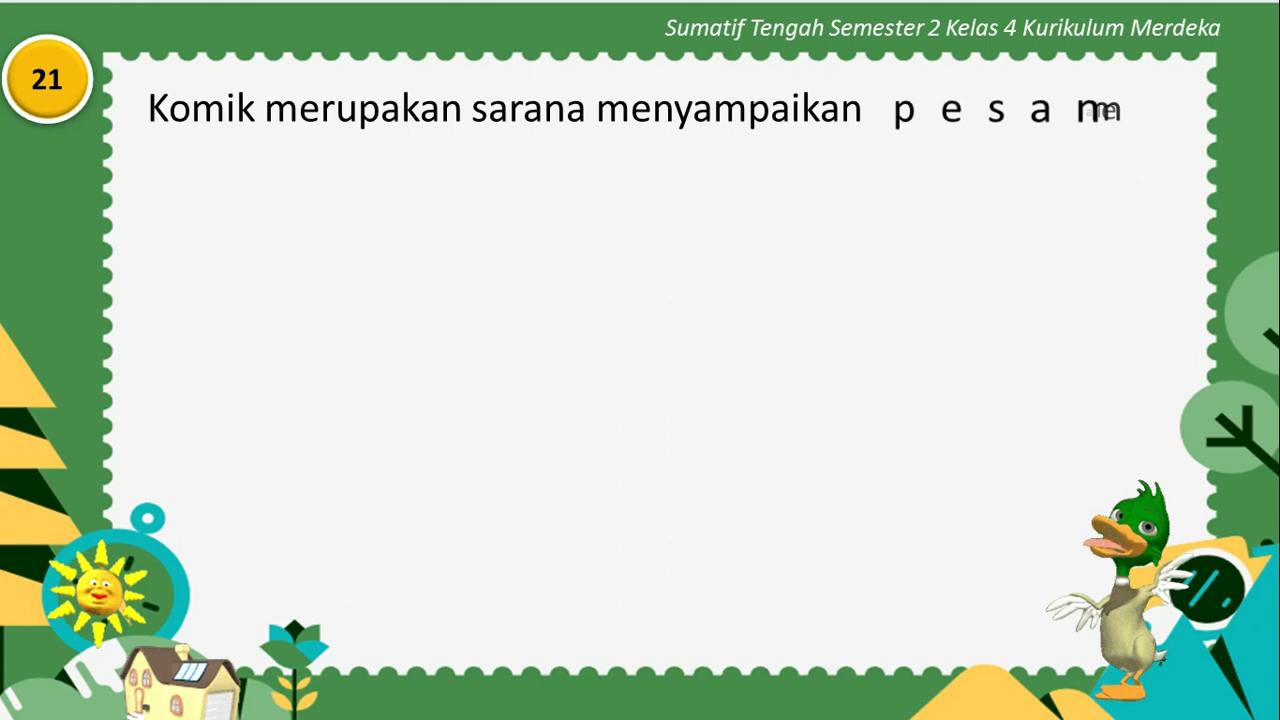 Sumatif Tengah Semester 2 Kelas 4 Kurikulum Merdeka
21
Komik merupakan sarana menyampaikan p e s a n